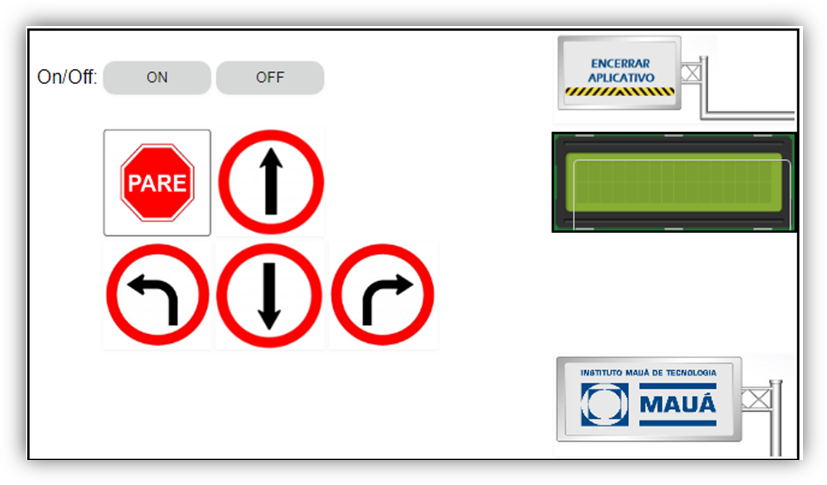 On/Off:
ON
OFF
ENCERRAR
APLICATIVO
PARE
INSTITUTO MAUÁ DE TECNOLOGIA
MAUÁ